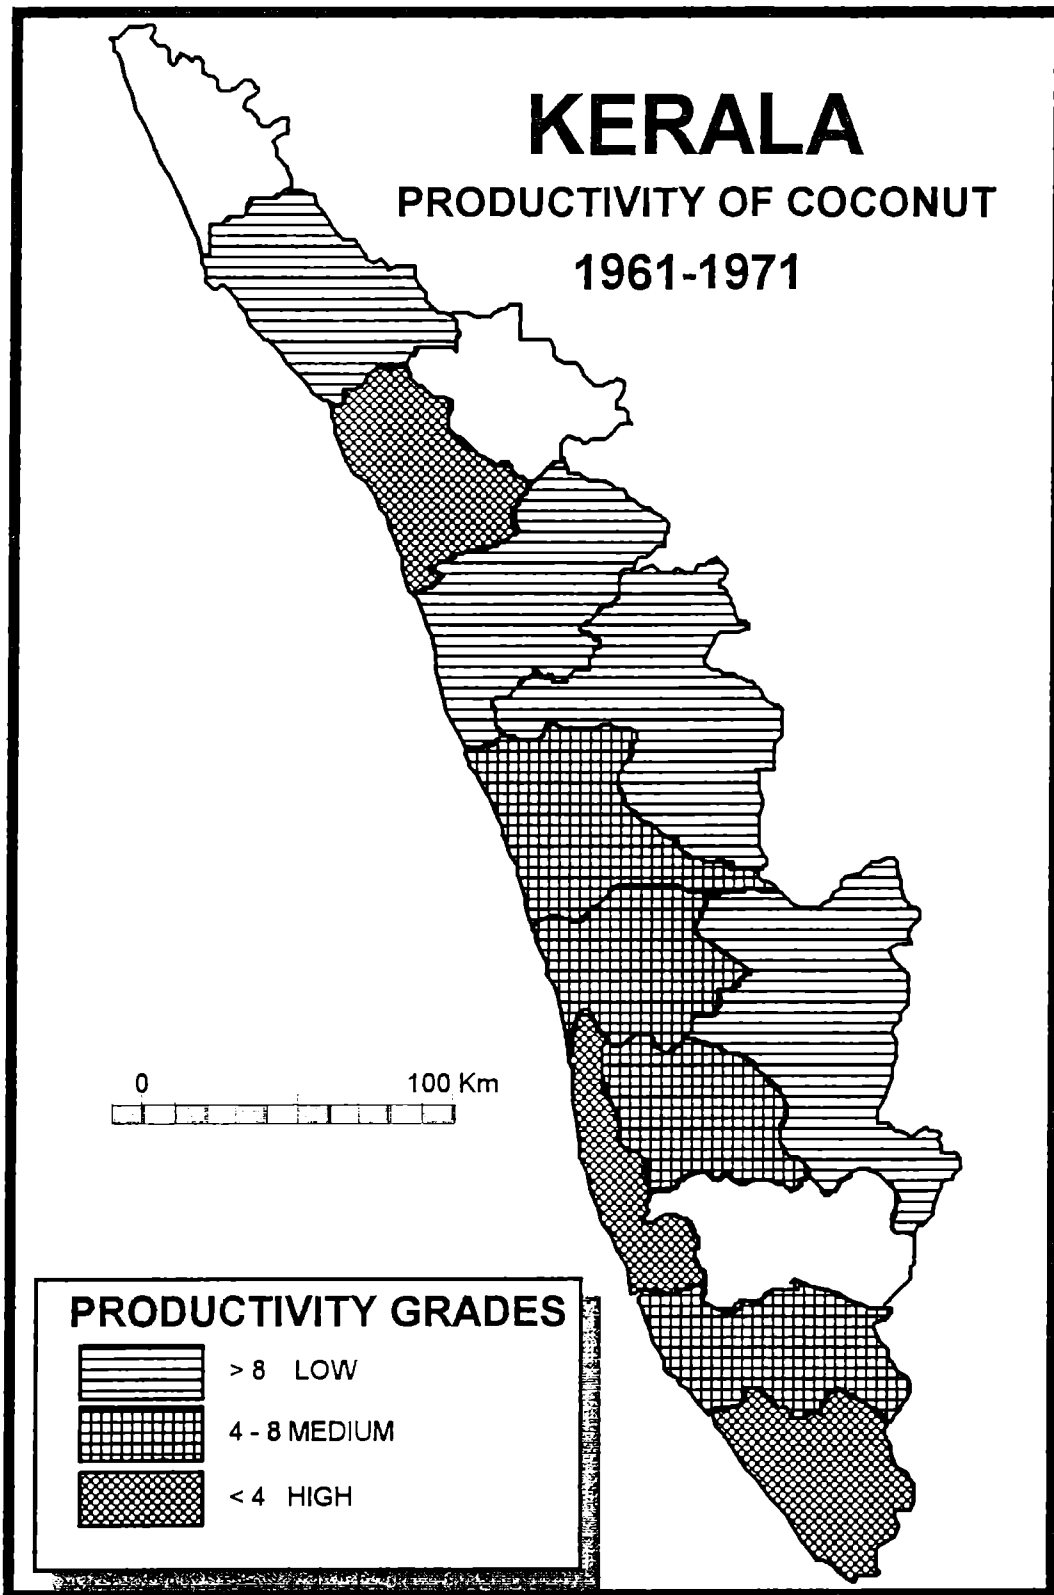 KERALA
PRODUCTIVITY OF COCONUT
1961-1971
0 100 Km
PRODUCTIVITY GRADES
> 8 LOW
4 - 8 MEDIUM
< 4 HIGH